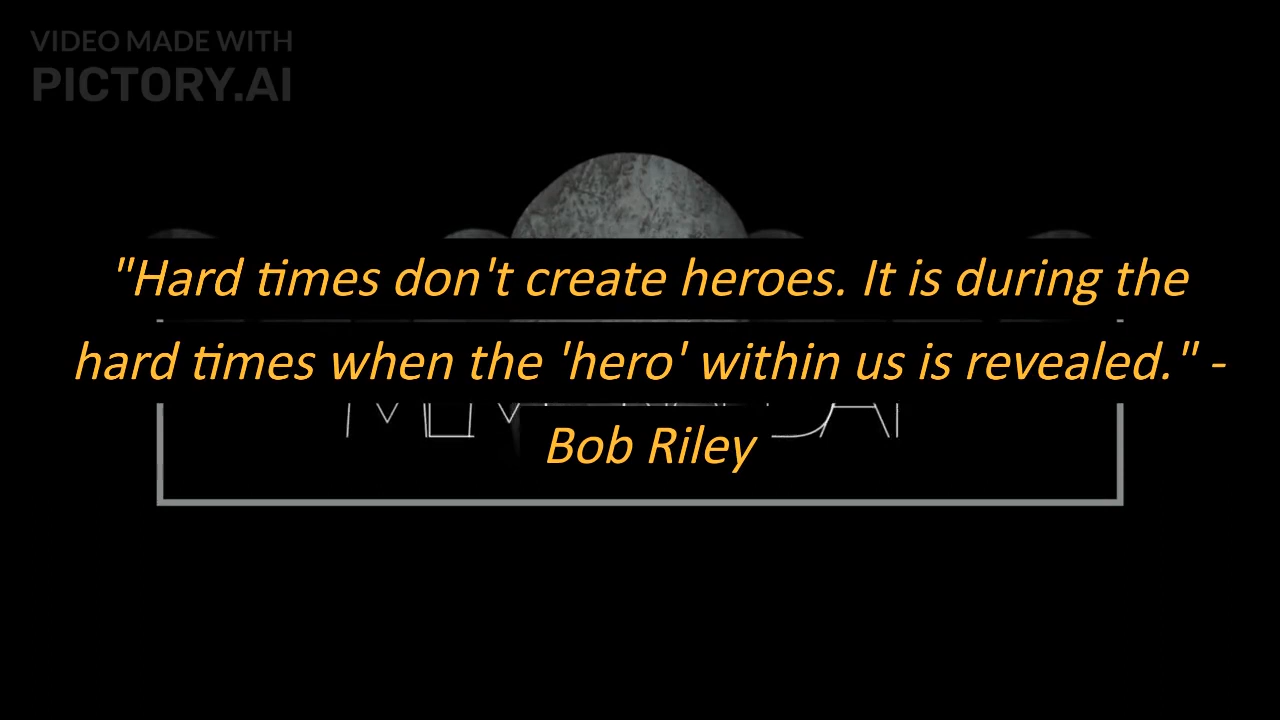 VIDEO MADE WITH
PICTORY.AI
"Hard times don't create heroes. It is during the
hard times when the 'hero' within us is revealed." -
Bob Riley